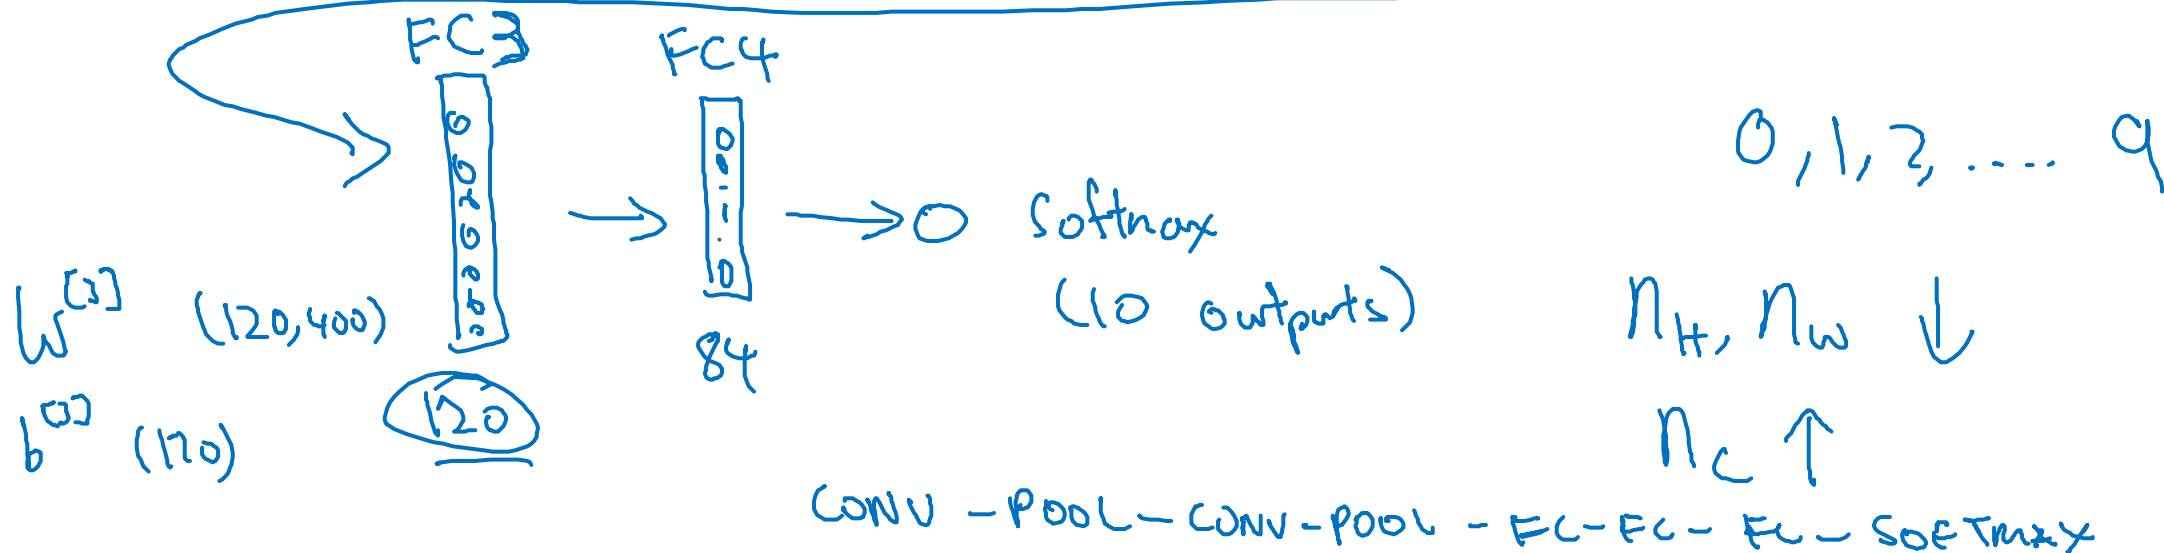 FC3
FC4
0, 1, 2, .... 9
Softmax
(10 outputs)
W[3] (120,400)
n_H, n_W ↓
84
120
b[3] (120)
n_C ↑
CONV - POOL - CONV - POOL - FC - FC - FC - SOFTMAX